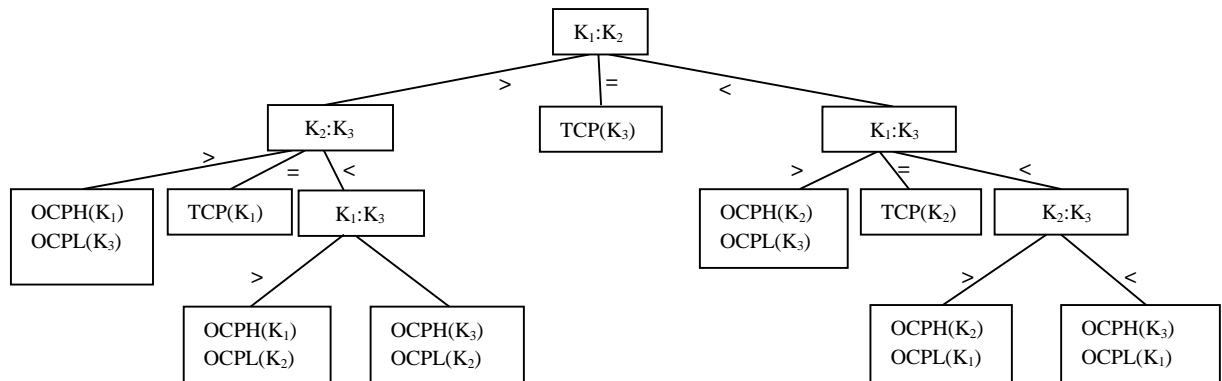 K₁:K₂
> = <
K₂:K₃ TCP(K₃) K₁:K₃
> = < > = <
OCPH(K₁)
OCPL(K₃)
TCP(K₁)
K₁:K₃
OCPH(K₂)
OCPL(K₃)
TCP(K₂)
K₂:K₃
> > <
OCPH(K₁)
OCPL(K₂)
OCPH(K₃)
OCPL(K₂)
OCPH(K₂)
OCPL(K₁)
OCPH(K₃)
OCPL(K₁)